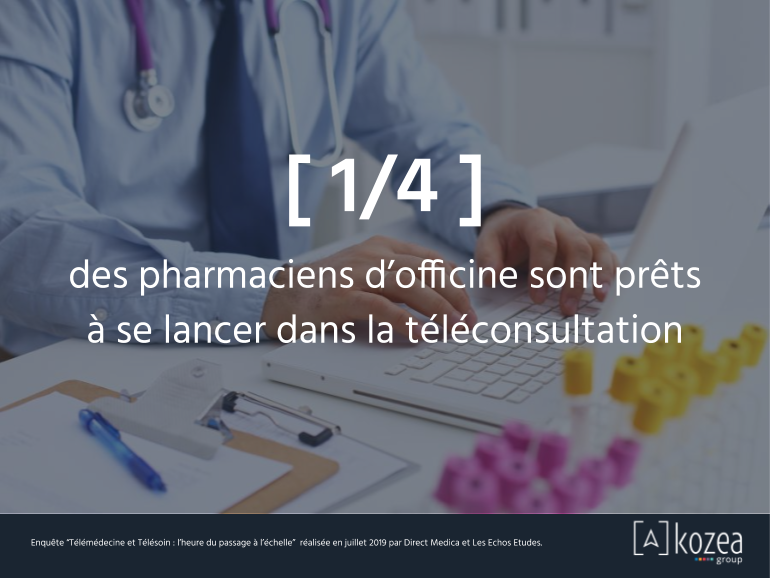 [ 1/4 ]
des pharmaciens d’officine sont prêts
à se lancer dans la téléconsultation
Enquête "Télémédecine et Télésoin : l'heure du passage à l'échelle" réalisée en juillet 2019 par Direct Medica et Les Echos Etudes.
[A] kozea
group